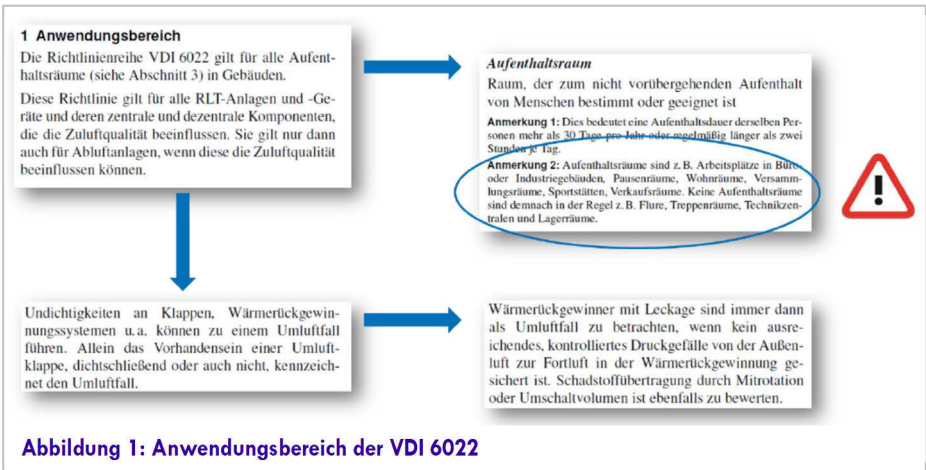 1 Anwendungsbereich
Die Richtlinienreihe VDI 6022 gilt für alle Aufent-
haltsräume (siehe Abschnitt 3) in Gebäuden.
Diese Richtlinie gilt für alle RLT-Anlagen und -Ge-
räte und deren zentrale und dezentrale Komponenten,
die die Zuluftqualität beeinflussen. Sie gilt nur dann
auch für Abluftanlagen, wenn diese die Zuluftqualität
beeinflussen können.
Aufenthaltsraum
Raum, der zum nicht vorübergehenden Aufenthalt
von Menschen bestimmt oder geeignet ist
Anmerkung 1: Dies bedeutet eine Aufenthaltsdauer derselben Per-
sonen mehr als 30 Tage pro Jahr oder regelmäßig länger als zwei
Stunden je Tag.
Anmerkung 2: Aufenthaltsräume sind z. B. Arbeitsplätze in Büro-
oder Industriegebäuden, Pausenräume, Wohnräume, Versamm-
lungsräume, Sportstätten, Verkaufsräume. Keine Aufenthaltsräume
sind demnach in der Regel z. B. Flure, Treppenräume, Technikzen-
tralen und Lagerräume.
!
Undichtigkeiten an Klappen, Wärmerückgewin-
nungssystemen u. a. können zu einem Umluftfall
führen. Allein das Vorhandensein einer Umluft-
klappe, dichtschließend oder auch nicht, kennzeich-
net den Umluftfall.
Wärmerückgewinner mit Leckage sind immer dann
als Umluftfall zu betrachten, wenn kein ausrei-
chendes, kontrolliertes Druckgefälle von der Außen-
luft zur Fortluft in der Wärmerückgewinnung ge-
sichert ist. Schadstoffübertragung durch Mitrotation
oder Umschaltvolumen ist ebenfalls zu bewerten.
Abbildung 1: Anwendungsbereich der VDI 6022